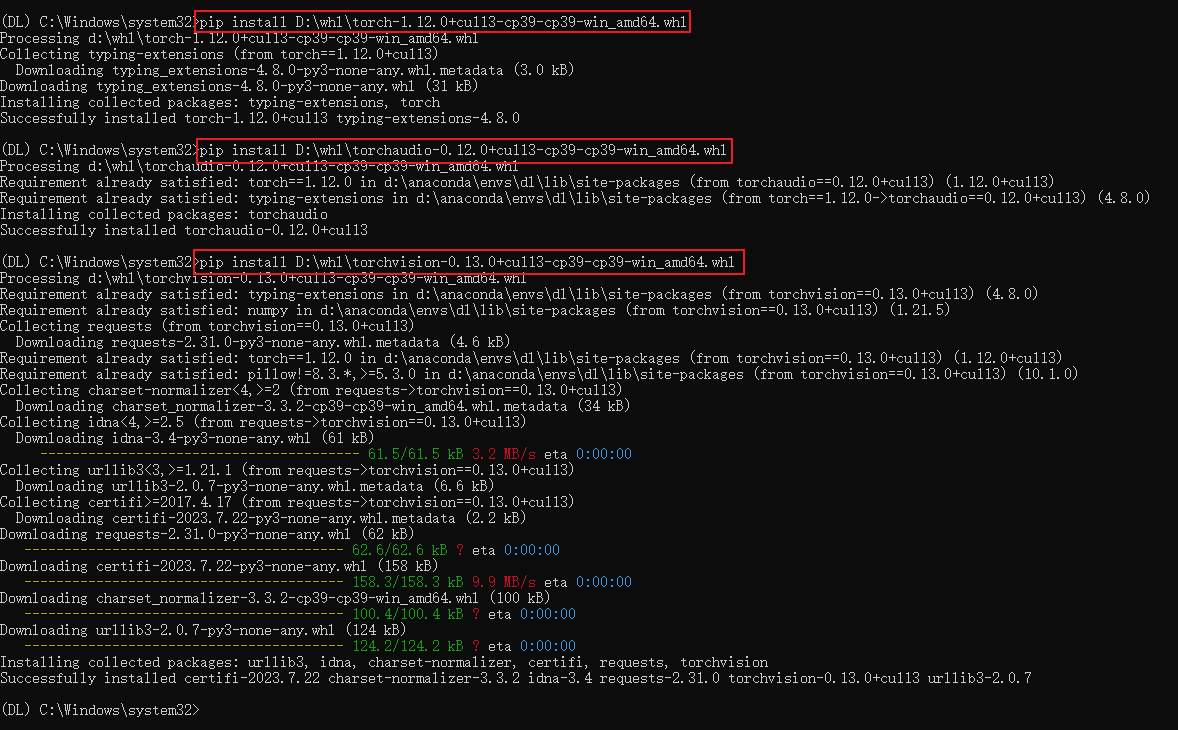 (DL) C:\Windows\system32>pip install D:\whl\torch-1.12.0+cu113-cp39-cp39-win_amd64.whl
Processing d:\whl\torch-1.12.0+cu113-cp39-cp39-win_amd64.whl
Collecting typing-extensions (from torch==1.12.0+cu113)
  Downloading typing_extensions-4.8.0-py3-none-any.whl.metadata (3.0 kB)
Downloading typing_extensions-4.8.0-py3-none-any.whl (31 kB)
Installing collected packages: typing-extensions, torch
Successfully installed torch-1.12.0+cu113 typing-extensions-4.8.0
(DL) C:\Windows\system32>pip install D:\whl\torchaudio-0.12.0+cu113-cp39-cp39-win_amd64.whl
Processing d:\whl\torchaudio-0.12.0+cu113-cp39-cp39-win_amd64.whl
Requirement already satisfied: torch==1.12.0 in d:\anaconda\envs\dl\lib\site-packages (from torchaudio==0.12.0+cu113) (1.12.0+cu113)
Requirement already satisfied: typing-extensions in d:\anaconda\envs\dl\lib\site-packages (from torch==1.12.0->torchaudio==0.12.0+cu113) (4.8.0)
Installing collected packages: torchaudio
Successfully installed torchaudio-0.12.0+cu113
(DL) C:\Windows\system32>pip install D:\whl\torchvision-0.13.0+cu113-cp39-cp39-win_amd64.whl
Processing d:\whl\torchvision-0.13.0+cu113-cp39-cp39-win_amd64.whl
Requirement already satisfied: typing-extensions in d:\anaconda\envs\dl\lib\site-packages (from torchvision==0.13.0+cu113) (4.8.0)
Requirement already satisfied: numpy in d:\anaconda\envs\dl\lib\site-packages (from torchvision==0.13.0+cu113) (1.21.5)
Collecting requests (from torchvision==0.13.0+cu113)
  Downloading requests-2.31.0-py3-none-any.whl.metadata (4.6 kB)
Requirement already satisfied: torch==1.12.0 in d:\anaconda\envs\dl\lib\site-packages (from torchvision==0.13.0+cu113) (1.12.0+cu113)
Requirement already satisfied: pillow!=8.3.*,>=5.3.0 in d:\anaconda\envs\dl\lib\site-packages (from torchvision==0.13.0+cu113) (10.1.0)
Collecting charset-normalizer<4,>=2 (from requests->torchvision==0.13.0+cu113)
  Downloading charset_normalizer-3.3.2-cp39-cp39-win_amd64.whl.metadata (34 kB)
Collecting idna<4,>=2.5 (from requests->torchvision==0.13.0+cu113)
  Downloading idna-3.4-py3-none-any.whl (61 kB)
     ---------------------------------------- 61.5/61.5 kB 3.2 MB/s eta 0:00:00
Collecting urllib3<3,>=1.21.1 (from requests->torchvision==0.13.0+cu113)
  Downloading urllib3-2.0.7-py3-none-any.whl.metadata (6.6 kB)
Collecting certifi>=2017.4.17 (from requests->torchvision==0.13.0+cu113)
  Downloading certifi-2023.7.22-py3-none-any.whl.metadata (2.2 kB)
Downloading requests-2.31.0-py3-none-any.whl (62 kB)
   ---------------------------------------- 62.6/62.6 kB ? eta 0:00:00
Downloading certifi-2023.7.22-py3-none-any.whl (158 kB)
   ---------------------------------------- 158.3/158.3 kB 9.9 MB/s eta 0:00:00
Downloading charset_normalizer-3.3.2-cp39-cp39-win_amd64.whl (100 kB)
   ---------------------------------------- 100.4/100.4 kB ? eta 0:00:00
Downloading urllib3-2.0.7-py3-none-any.whl (124 kB)
   ---------------------------------------- 124.2/124.2 kB ? eta 0:00:00
Installing collected packages: urllib3, idna, charset-normalizer, certifi, requests, torchvision
Successfully installed certifi-2023.7.22 charset-normalizer-3.3.2 idna-3.4 requests-2.31.0 torchvision-0.13.0+cu113 urllib3-2.0.7
(DL) C:\Windows\system32>